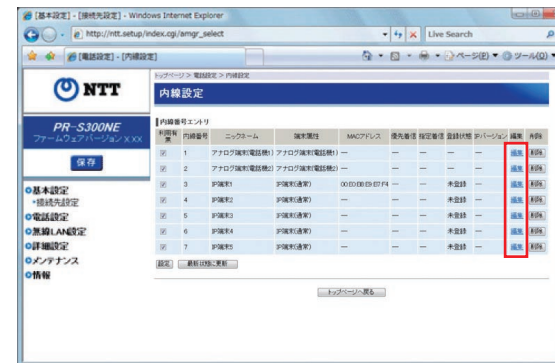 [基本設定] - [接続先設定] - Windows Internet Explorer
http://ntt.setup/index.cgi/amgr_select
Live Search
[電話設定] - [内線設定]
ページ(P)
ツール(O)
トップページ > 電話設定 > 内線設定
NTT
内線設定
PR-S300NE
ファームウェアバージョン XXX
保存
基本設定
・接続先設定
電話設定
無線LAN設定
詳細設定
メンテナンス
情報
内線番号エントリ
利用有無 内線番号 ニックネーム 端末属性 MACアドレス 優先着信 指定着信 登録状態 IPバージョン 編集 削除
1 アナログ端末(電話機1) アナログ端末(電話機1) — — — — — 編集 削除
2 アナログ端末(電話機2) アナログ端末(電話機2) — — — — — 編集 削除
3 IP端末1 IP端末(通常) — — 未登録 — 編集 削除
4 IP端末2 IP端末(通常) — — — 未登録 — 編集 削除
5 IP端末3 IP端末(通常) — — — 未登録 — 編集 削除
6 IP端末4 IP端末(通常) — — — 未登録 — 編集 削除
7 IP端末5 IP端末(通常) — — — 未登録 — 編集 削除
設定 最新状態に更新
トップページへ戻る